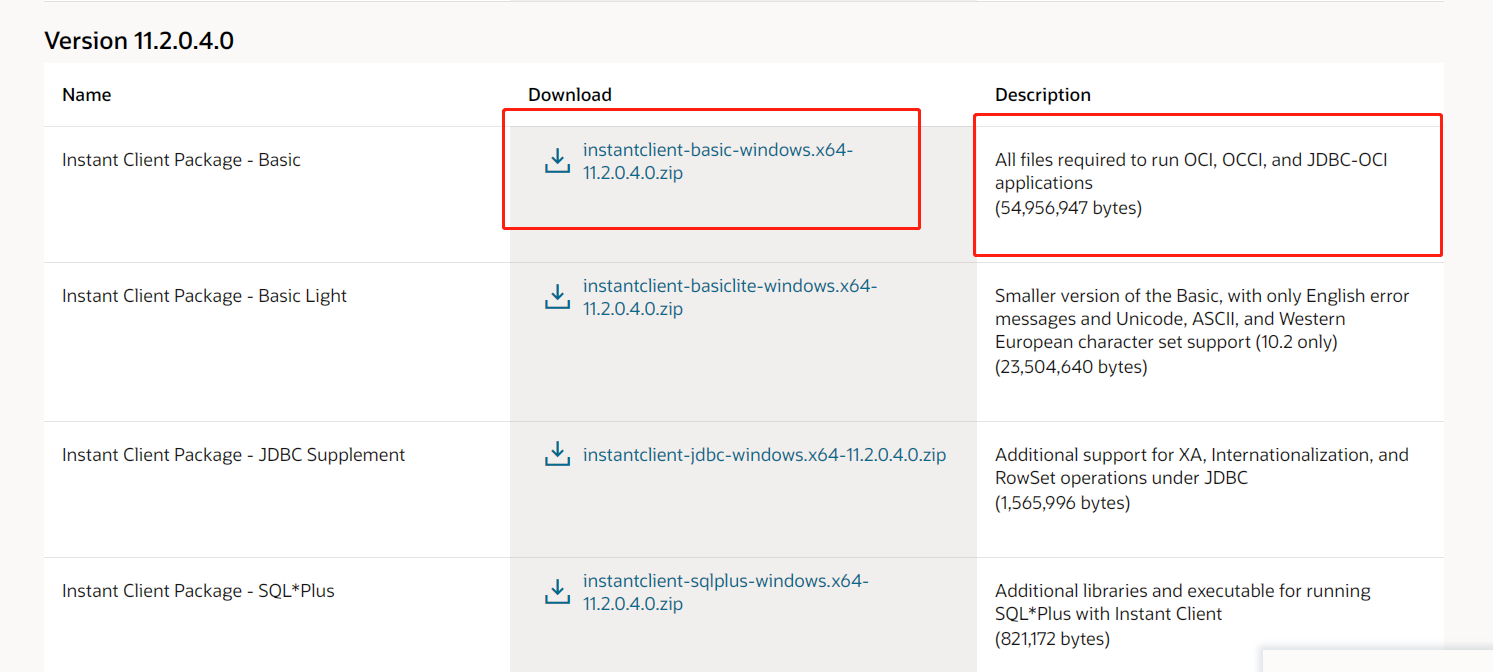 Version 11.2.0.4.0
Name
Download
Description
Instant Client Package - Basic
instantclient-basic-windows.x64-
11.2.0.4.0.zip
All files required to run OCI, OCCI, and JDBC-OCI
applications
(54,956,947 bytes)
Instant Client Package - Basic Light
instantclient-basiclite-windows.x64-
11.2.0.4.0.zip
Smaller version of the Basic, with only English error
messages and Unicode, ASCII, and Western
European character set support (10.2 only)
(23,504,640 bytes)
Instant Client Package - JDBC Supplement
instantclient-jdbc-windows.x64-11.2.0.4.0.zip
Additional support for XA, Internationalization, and
RowSet operations under JDBC
(1,565,996 bytes)
Instant Client Package - SQL*Plus
instantclient-sqlplus-windows.x64-
11.2.0.4.0.zip
Additional libraries and executable for running
SQL*Plus with Instant Client
(821,172 bytes)